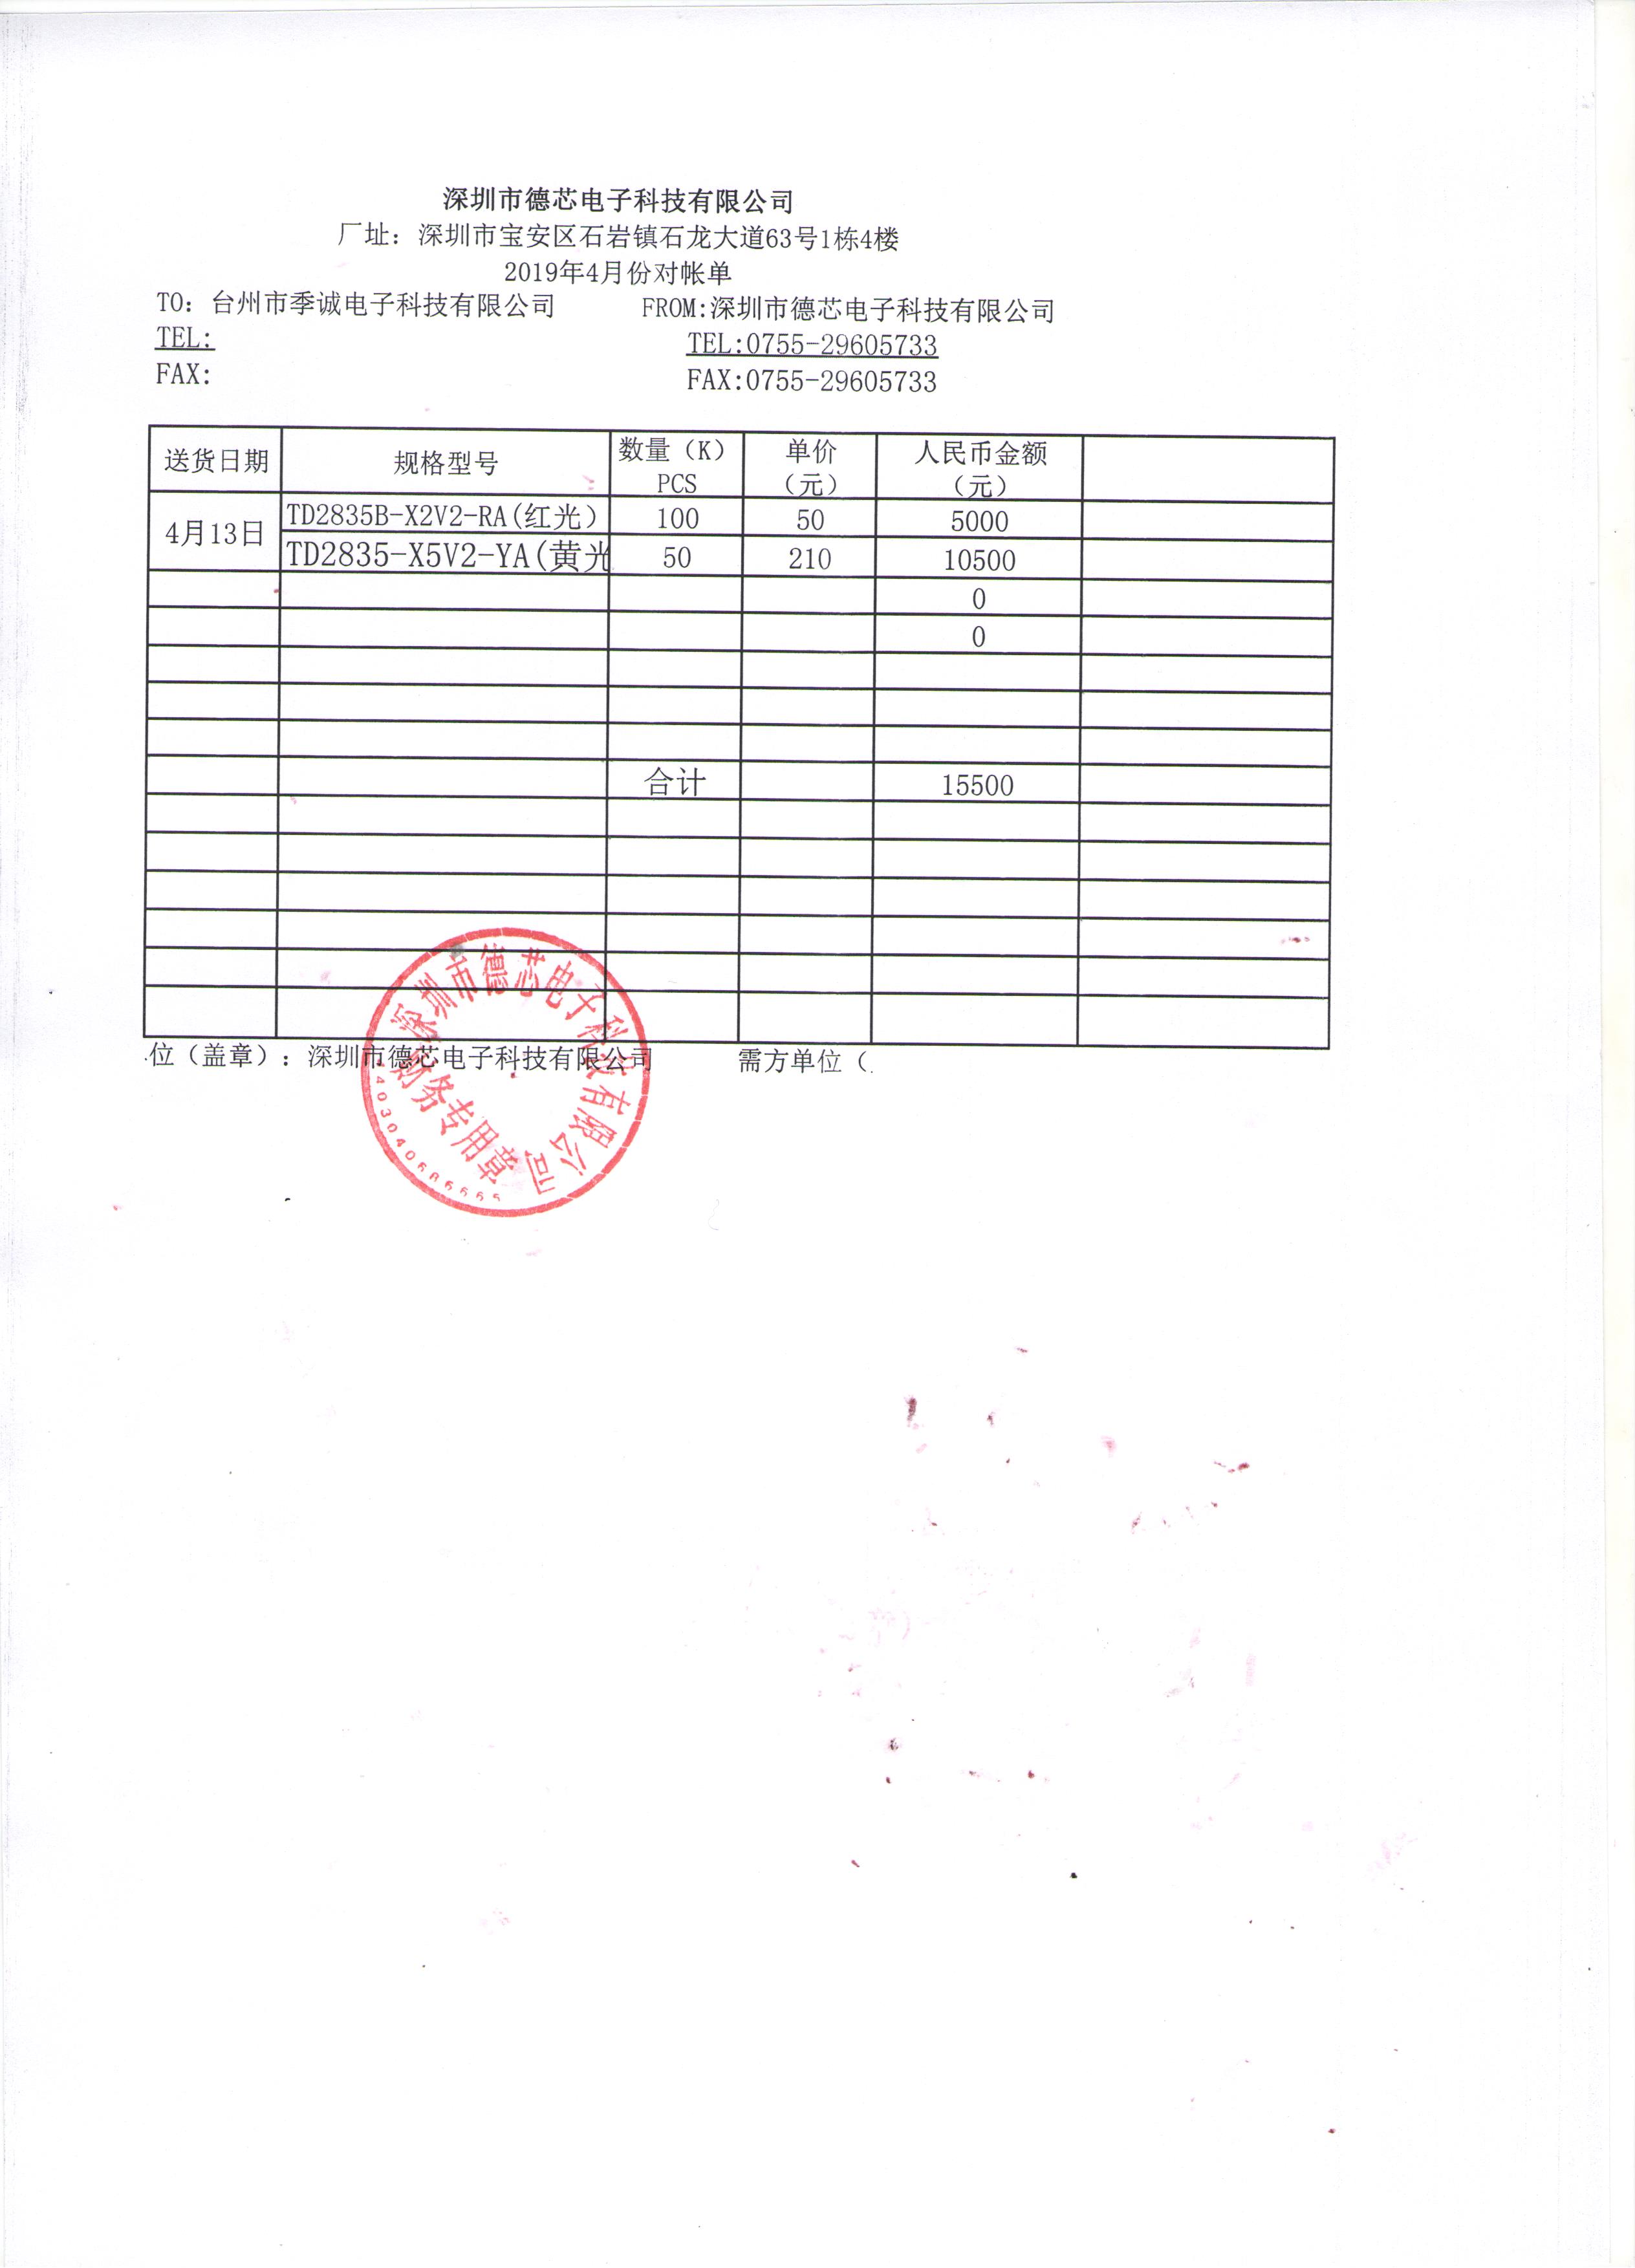 深圳市德芯电子科技有限公司
厂址：深圳市宝安区石岩镇石龙大道63号1栋4楼
2019年4月份对帐单
TO：台州市季诚电子科技有限公司 FROM:深圳市德芯电子科技有限公司
TEL: TEL:0755-29605733
FAX: FAX:0755-29605733
送货日期 规格型号 数量（K）PCS 单价（元） 人民币金额（元）
4月13日 TD2835B-X2V2-RA(红光） 100 50 5000
TD2835-X5V2-YA(黄光 50 210 10500
0
0
合计 15500
位（盖章）：深圳市德芯电子科技有限公司 需方单位（
深圳市德芯电子科技有限公司
财务专用章